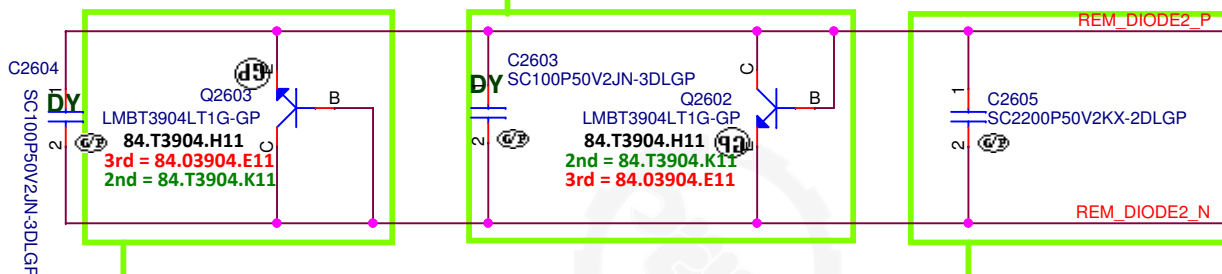 REM_DIODE2_P
C2604
1
DY
2
SC100P50V2JN-3DLGP
G/P
GP
E
Q2603
B
LMBT3904LT1G-GP
84.T3904.H11
C
3rd = 84.03904.E11
2nd = 84.T3904.K11
C2603
SC100P50V2JN-3DLGP
DY
2
G/P
C
Q2602
B
LMBT3904LT1G-GP
84.T3904.H11
GP
E
2nd = 84.T3904.K11
3rd = 84.03904.E11
1
C2605
SC2200P50V2KX-2DLGP
2
G/P
REM_DIODE2_N